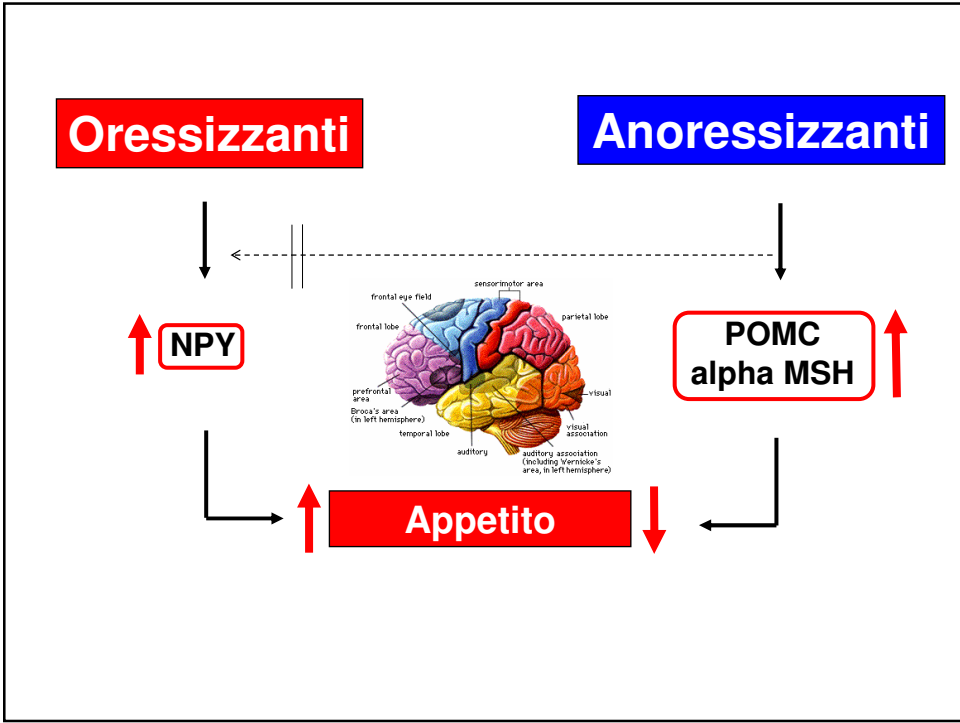 Oressizzanti
Anoressizzanti
NPY
POMC
alpha MSH
sensorimotor area
frontal eye field
parietal lobe
frontal lobe
prefrontal
area
Broca's area
(in left hemisphere)
temporal lobe
auditory
visual
visual
association
auditory association
(including Wernicke's
area, in left hemisphere)
Appetito